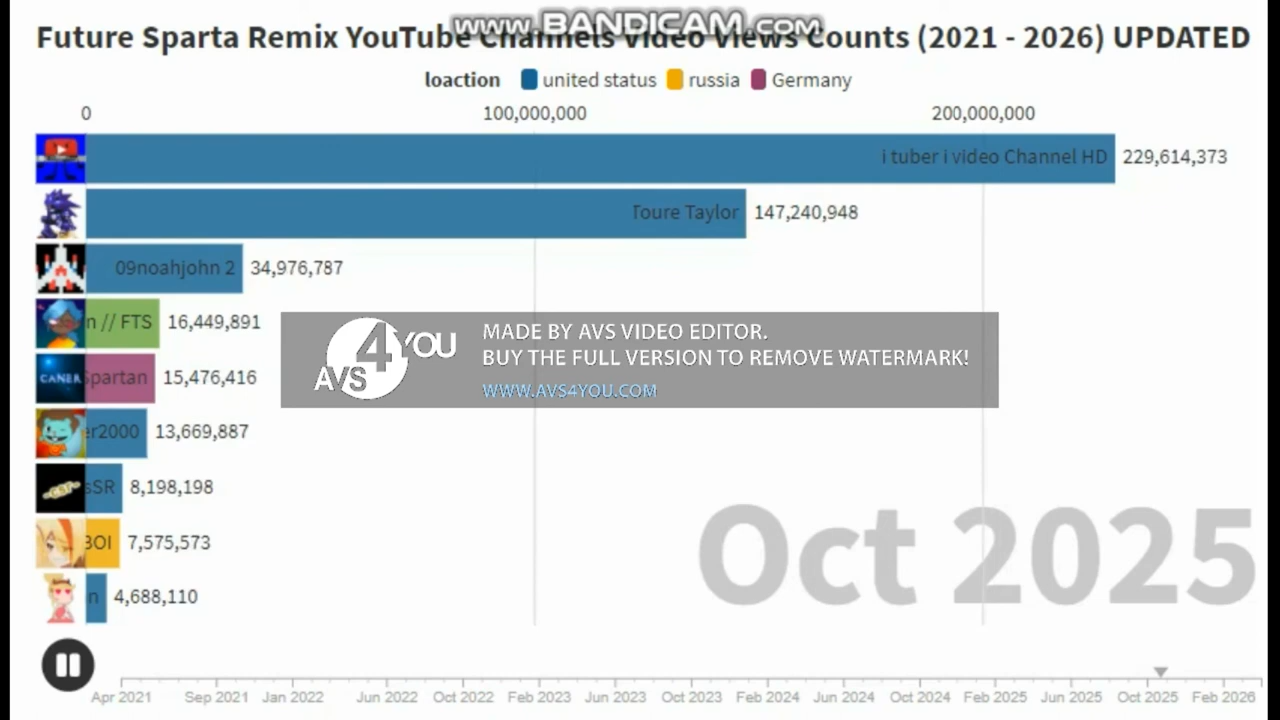 www.BANDICAM.com
Future Sparta Remix YouTube Channels Video Views Counts (2021 - 2026) UPDATED
loaction united status russia Germany
0 100,000,000 200,000,000
i tuber i video Channel HD 229,614,373
Toure Taylor 147,240,948
09noahjohn 2 34,976,787
n // FTS 16,449,891
CANER Spartan 15,476,416
er2000 13,669,887
sSR 8,198,198
BOI 7,575,573
n 4,688,110
AVS4YOU
MADE BY AVS VIDEO EDITOR.
BUY THE FULL VERSION TO REMOVE WATERMARK!
WWW.AVS4YOU.COM
Oct 2025
Apr 2021 Sep 2021 Jan 2022 Jun 2022 Oct 2022 Feb 2023 Jun 2023 Oct 2023 Feb 2024 Jun 2024 Oct 2024 Feb 2025 Jun 2025 Oct 2025 Feb 2026